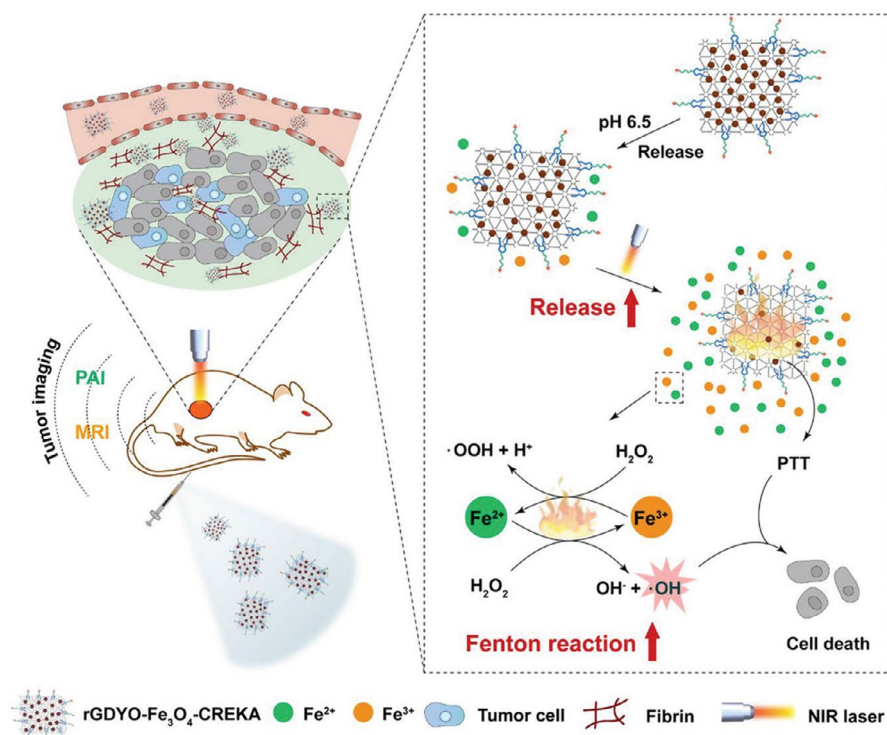 pH 6.5
Release
Release
Tumor imaging
PAI
MRI
·OOH + H⁺
H₂O₂
PTT
Fe²⁺
Fe³⁺
H₂O₂
OH⁻ + ·OH
Fenton reaction
Cell death
rGDYO-Fe₃O₄-CREKA
Fe²⁺
Fe³⁺
Tumor cell
Fibrin
NIR laser